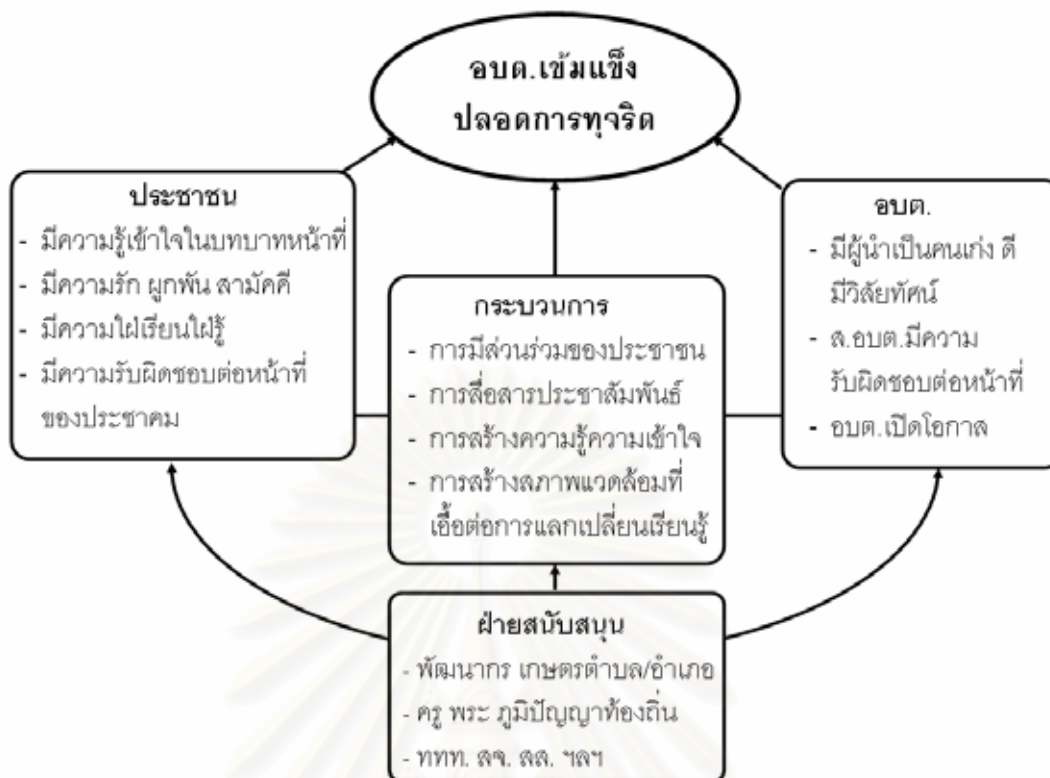 อบต.เข้มแข็ง
ปลอดการทุจริต
ประชาชน
- มีความรู้เข้าใจในบทบาทหน้าที่
- มีความรัก ผูกพัน สามัคคี
- มีความใฝ่เรียนใฝ่รู้
- มีความรับผิดชอบต่อหน้าที่
ของประชาคม
กระบวนการ
- การมีส่วนร่วมของประชาชน
- การสื่อสารประชาสัมพันธ์
- การสร้างความรู้ความเข้าใจ
- การสร้างสภาพแวดล้อมที่
เอื้อต่อการแลกเปลี่ยนเรียนรู้
อบต.
- มีผู้นำเป็นคนเก่ง ดี
มีวิสัยทัศน์
- ส.อบต.มีความ
รับผิดชอบต่อหน้าที่
- อบต.เปิดโอกาส
ฝ่ายสนับสนุน
- พัฒนากร เกษตรตำบล/อำเภอ
- ครู พระ ภูมิปัญญาท้องถิ่น
- ททท. สจ. สส. ฯลฯ